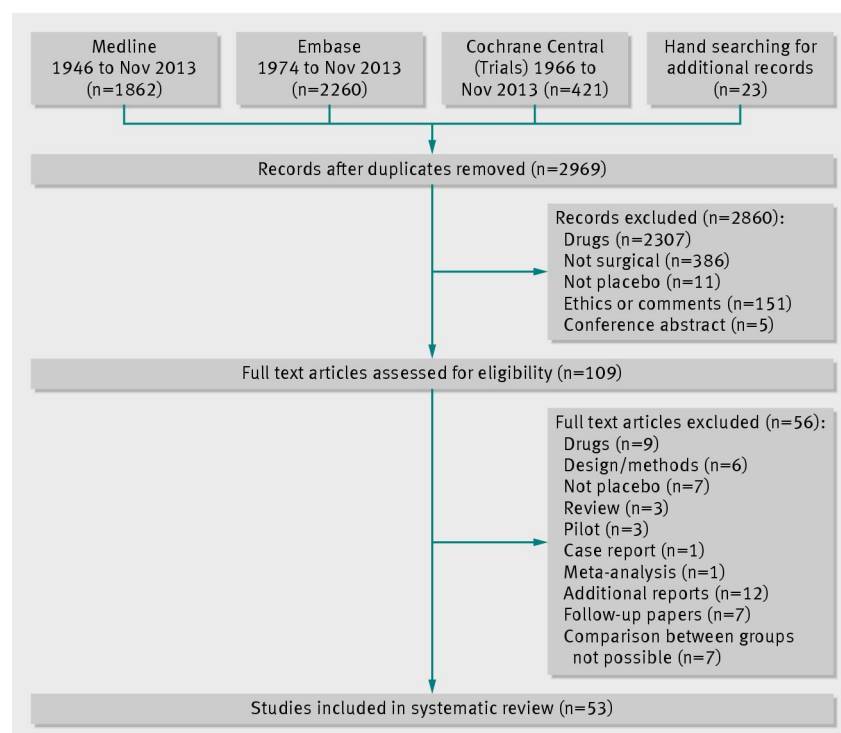 Medline
1946 to Nov 2013
(n=1862)
Embase
1974 to Nov 2013
(n=2260)
Cochrane Central
(Trials) 1966 to
Nov 2013 (n=421)
Hand searching for
additional records
(n=23)
Records after duplicates removed (n=2969)
Records excluded (n=2860):
Drugs (n=2307)
Not surgical (n=386)
Not placebo (n=11)
Ethics or comments (n=151)
Conference abstract (n=5)
Full text articles assessed for eligibility (n=109)
Full text articles excluded (n=56):
Drugs (n=9)
Design/methods (n=6)
Not placebo (n=7)
Review (n=3)
Pilot (n=3)
Case report (n=1)
Meta-analysis (n=1)
Additional reports (n=12)
Follow-up papers (n=7)
Comparison between groups
not possible (n=7)
Studies included in systematic review (n=53)